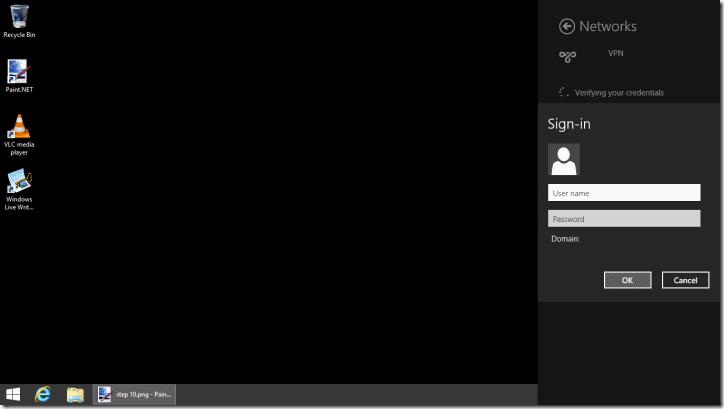 Recycle Bin
Paint.NET
VLC media
player
Windows
Live Writ...
Networks
VPN
Verifying your credentials
Sign-in
User name
Password
Domain:
OK Cancel
step 10.png - Pain...